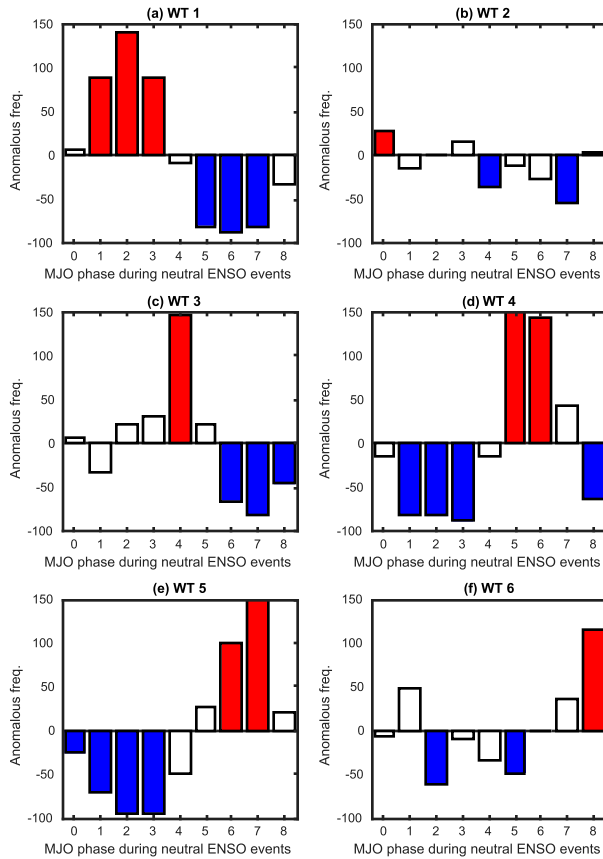 (a) WT 1
150
100
50
0
-50
-100
Anomalous freq.
0 1 2 3 4 5 6 7 8
MJO phase during neutral ENSO events
(b) WT 2
150
100
50
0
-50
-100
Anomalous freq.
0 1 2 3 4 5 6 7 8
MJO phase during neutral ENSO events
(c) WT 3
150
100
50
0
-50
-100
Anomalous freq.
0 1 2 3 4 5 6 7 8
MJO phase during neutral ENSO events
(d) WT 4
150
100
50
0
-50
-100
Anomalous freq.
0 1 2 3 4 5 6 7 8
MJO phase during neutral ENSO events
(e) WT 5
150
100
50
0
-50
-100
Anomalous freq.
0 1 2 3 4 5 6 7 8
MJO phase during neutral ENSO events
(f) WT 6
150
100
50
0
-50
-100
Anomalous freq.
0 1 2 3 4 5 6 7 8
MJO phase during neutral ENSO events